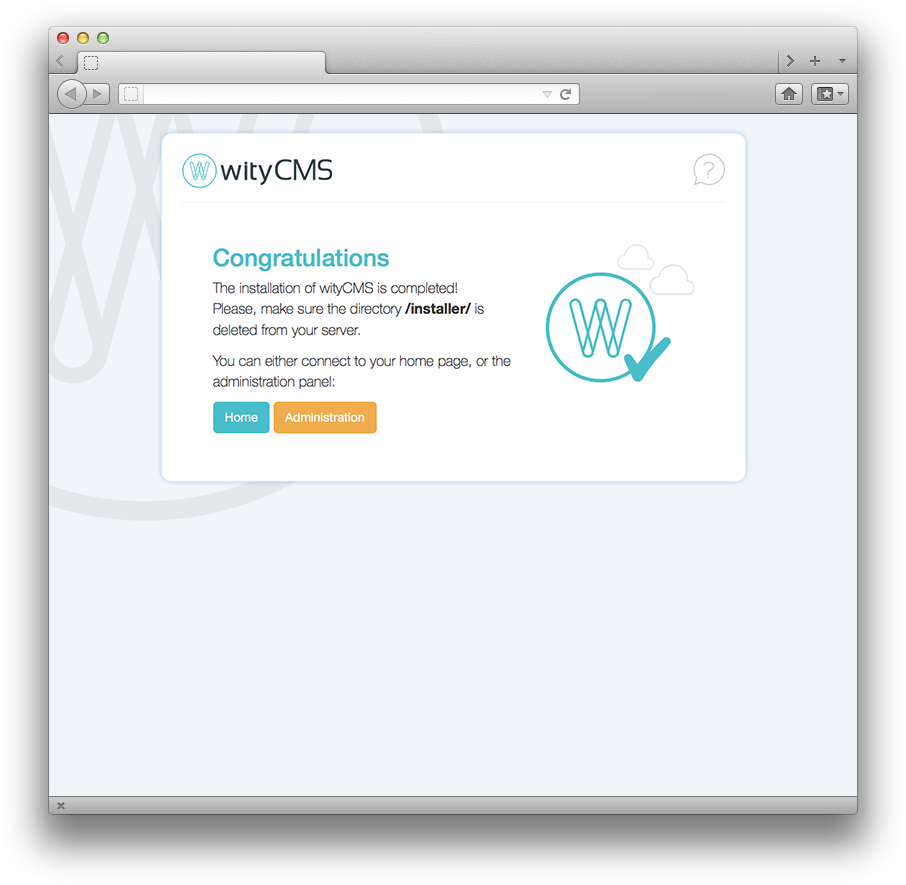 wityCMS
?
Congratulations
The installation of wityCMS is completed!
Please, make sure the directory /installer/ is
deleted from your server.
You can either connect to your home page, or the
administration panel:
Home Administration